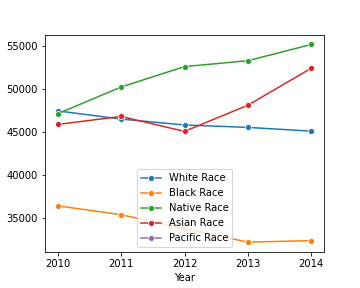 55000
50000
45000
40000
35000
White Race
Black Race
Native Race
Asian Race
Pacific Race
2010 2011 2012 2013 2014
Year